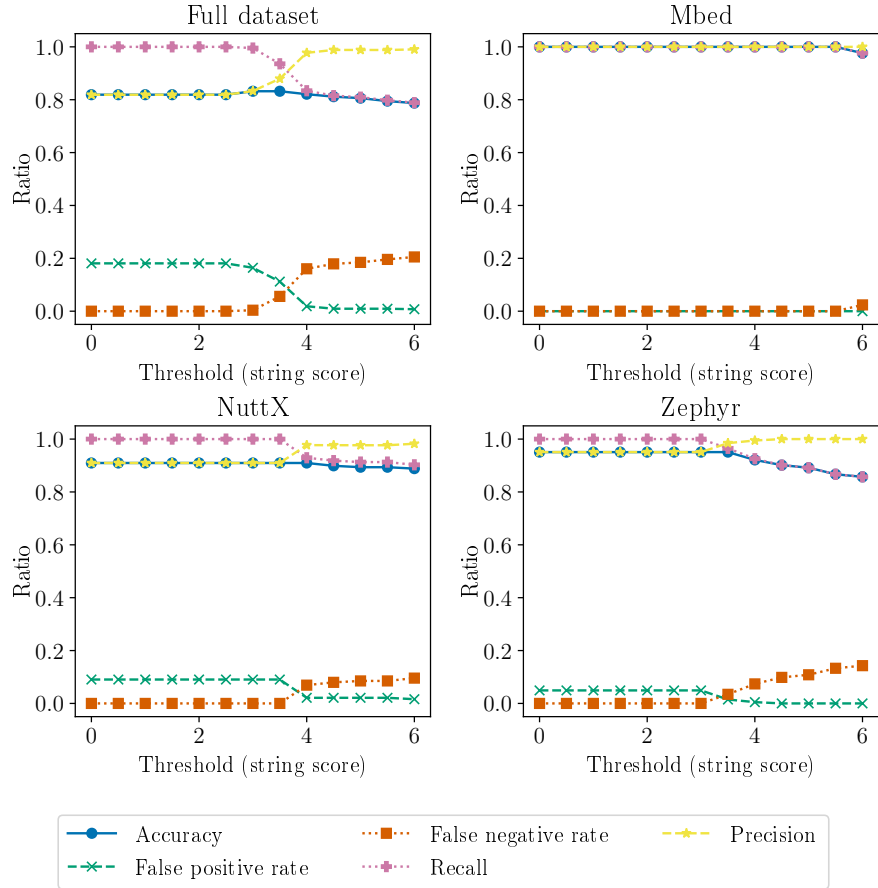 Full dataset
Mbed
1.0
0.8
0.6
0.4
0.2
0.0
Ratio
0 2 4 6
Threshold (string score)
1.0
0.8
0.6
0.4
0.2
0.0
Ratio
0 2 4 6
Threshold (string score)
NuttX
Zephyr
1.0
0.8
0.6
0.4
0.2
0.0
Ratio
0 2 4 6
Threshold (string score)
1.0
0.8
0.6
0.4
0.2
0.0
Ratio
0 2 4 6
Threshold (string score)
Accuracy
False positive rate
False negative rate
Recall
Precision